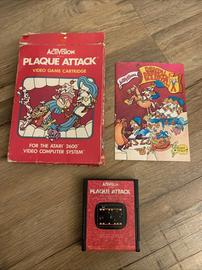 ACTIVISION
PLAQUE ATTACK
VIDEO GAME CARTRIDGE
FOR THE ATARI 2600
VIDEO COMPUTER SYSTEM
ACTIVISION
PLAQUE ATTACK